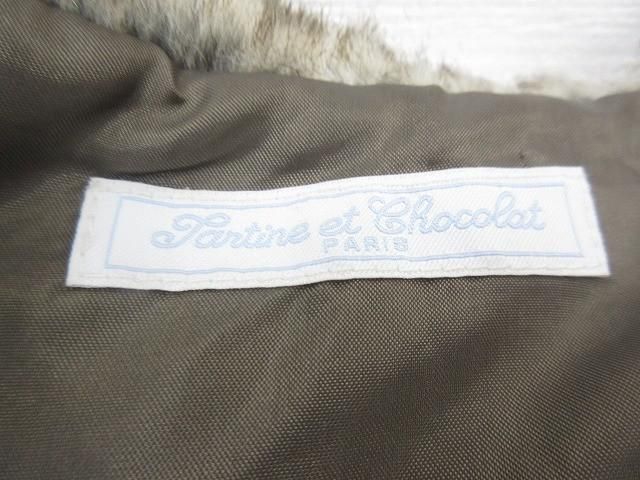 Tartine et Chocolat
PARIS